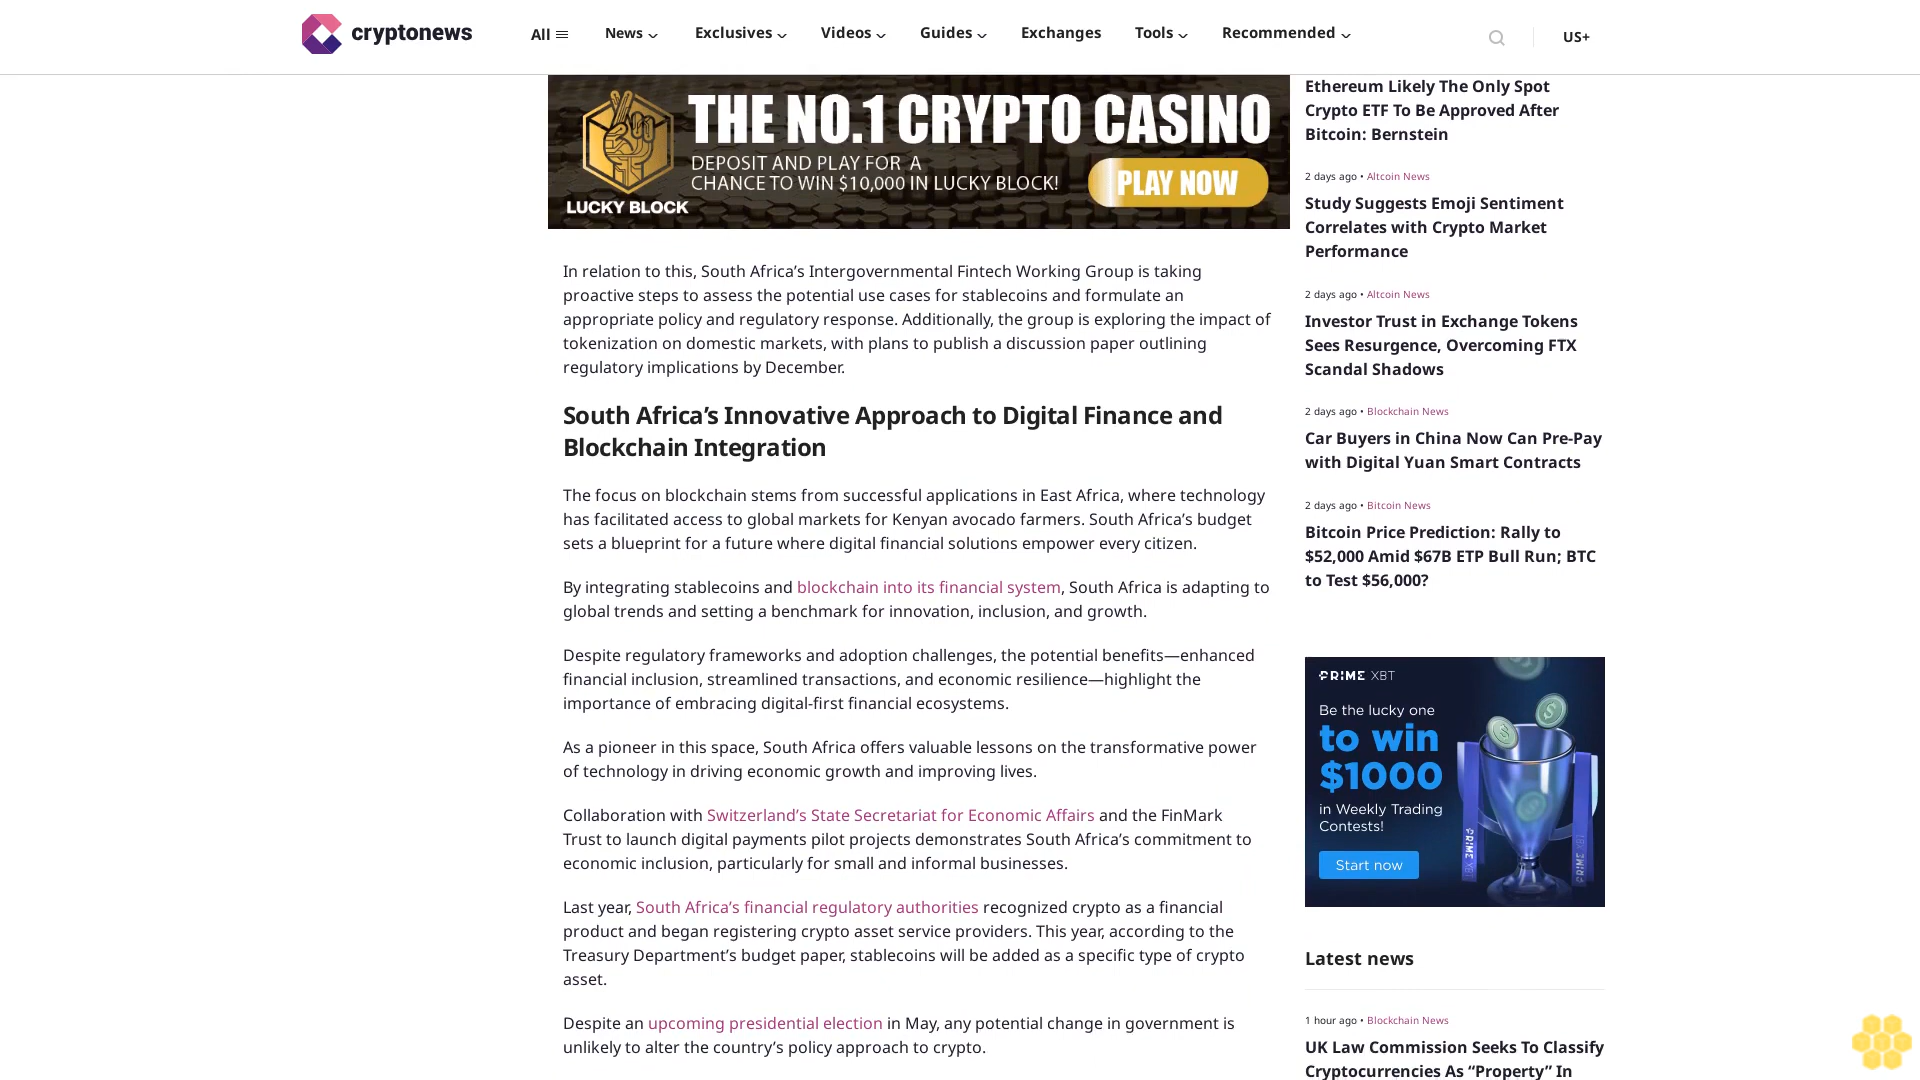 cryptonews
All
News
Exclusives
Videos
Guides
Exchanges
Tools
Recommended
US+
THE NO.1 CRYPTO CASINO
DEPOSIT AND PLAY FOR A
CHANCE TO WIN $10,000 IN LUCKY BLOCK!
PLAY NOW
LUCKY BLOCK
In relation to this, South Africa’s Intergovernmental Fintech Working Group is taking
proactive steps to assess the potential use cases for stablecoins and formulate an
appropriate policy and regulatory response. Additionally, the group is exploring the impact of
tokenization on domestic markets, with plans to publish a discussion paper outlining
regulatory implications by December.
South Africa’s Innovative Approach to Digital Finance and
Blockchain Integration
The focus on blockchain stems from successful applications in East Africa, where technology
has facilitated access to global markets for Kenyan avocado farmers. South Africa’s budget
sets a blueprint for a future where digital financial solutions empower every citizen.
By integrating stablecoins and blockchain into its financial system, South Africa is adapting to
global trends and setting a benchmark for innovation, inclusion, and growth.
Despite regulatory frameworks and adoption challenges, the potential benefits—enhanced
financial inclusion, streamlined transactions, and economic resilience—highlight the
importance of embracing digital-first financial ecosystems.
As a pioneer in this space, South Africa offers valuable lessons on the transformative power
of technology in driving economic growth and improving lives.
Collaboration with Switzerland’s State Secretariat for Economic Affairs and the FinMark
Trust to launch digital payments pilot projects demonstrates South Africa’s commitment to
economic inclusion, particularly for small and informal businesses.
Last year, South Africa’s financial regulatory authorities recognized crypto as a financial
product and began registering crypto asset service providers. This year, according to the
Treasury Department’s budget paper, stablecoins will be added as a specific type of crypto
asset.
Despite an upcoming presidential election in May, any potential change in government is
unlikely to alter the country’s policy approach to crypto.
Ethereum Likely The Only Spot
Crypto ETF To Be Approved After
Bitcoin: Bernstein
2 days ago • Altcoin News
Study Suggests Emoji Sentiment
Correlates with Crypto Market
Performance
2 days ago • Altcoin News
Investor Trust in Exchange Tokens
Sees Resurgence, Overcoming FTX
Scandal Shadows
2 days ago • Blockchain News
Car Buyers in China Now Can Pre-Pay
with Digital Yuan Smart Contracts
2 days ago • Bitcoin News
Bitcoin Price Prediction: Rally to
$52,000 Amid $67B ETP Bull Run; BTC
to Test $56,000?
PRIME XBT
Be the lucky one
to win
$1000
in Weekly Trading
Contests!
Start now
PRIME XBT
PRIME XBT
Latest news
1 hour ago • Blockchain News
UK Law Commission Seeks To Classify
Cryptocurrencies As “Property” In